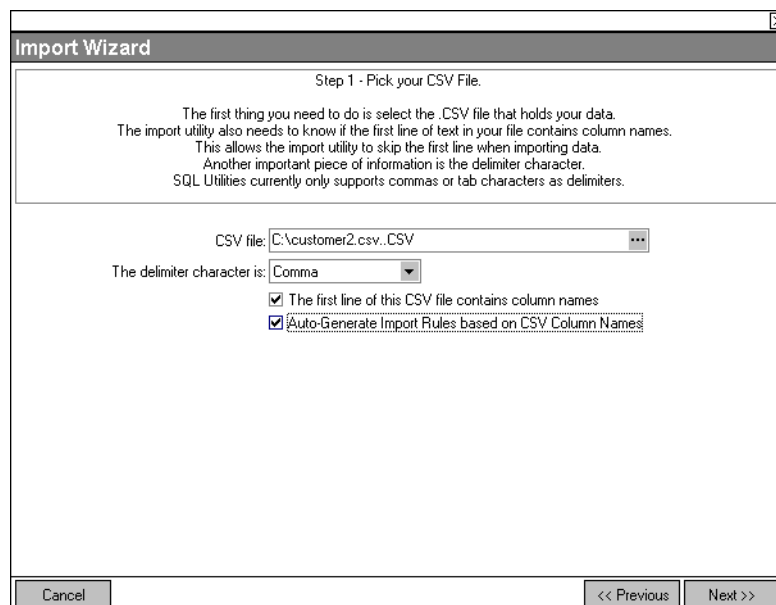 Import Wizard
Step 1 - Pick your CSV File.
The first thing you need to do is select the .CSV file that holds your data.
The import utility also needs to know if the first line of text in your file contains column names.
This allows the import utility to skip the first line when importing data.
Another important piece of information is the delimiter character.
SQL Utilities currently only supports commas or tab characters as delimiters.
CSV file: C:\customer2.csv..CSV ...
The delimiter character is: Comma
The first line of this CSV file contains column names
Auto-Generate Import Rules based on CSV Column Names
Cancel << Previous Next >>